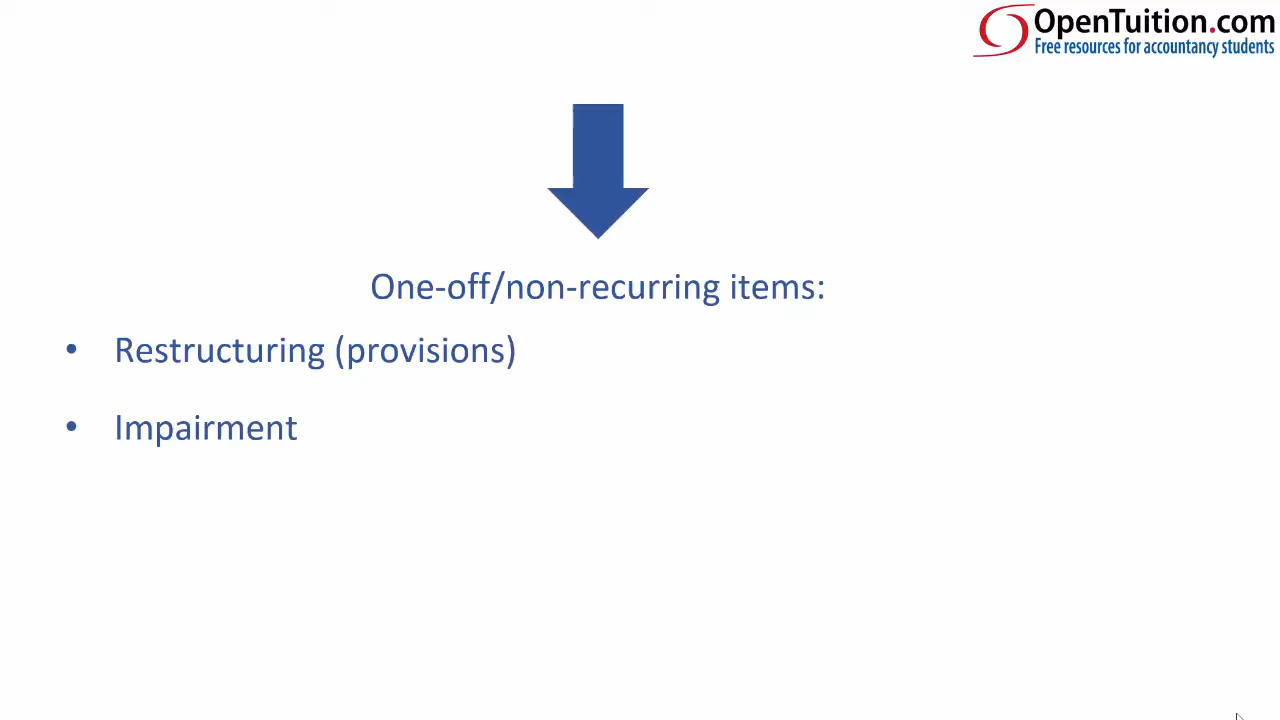 OpenTuition.com
Free resources for accountancy students
One-off/non-recurring items:
• Restructuring (provisions)
• Impairment